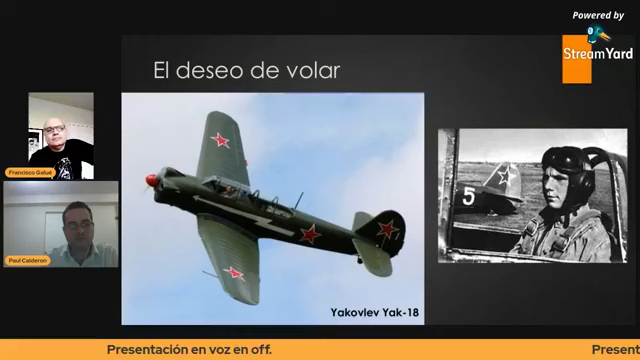 Powered by
StreamYard
El deseo de volar
5
Francisco Galué
Paul Calderon
Yakovlev Yak-18
Presentación en voz en off.
Present